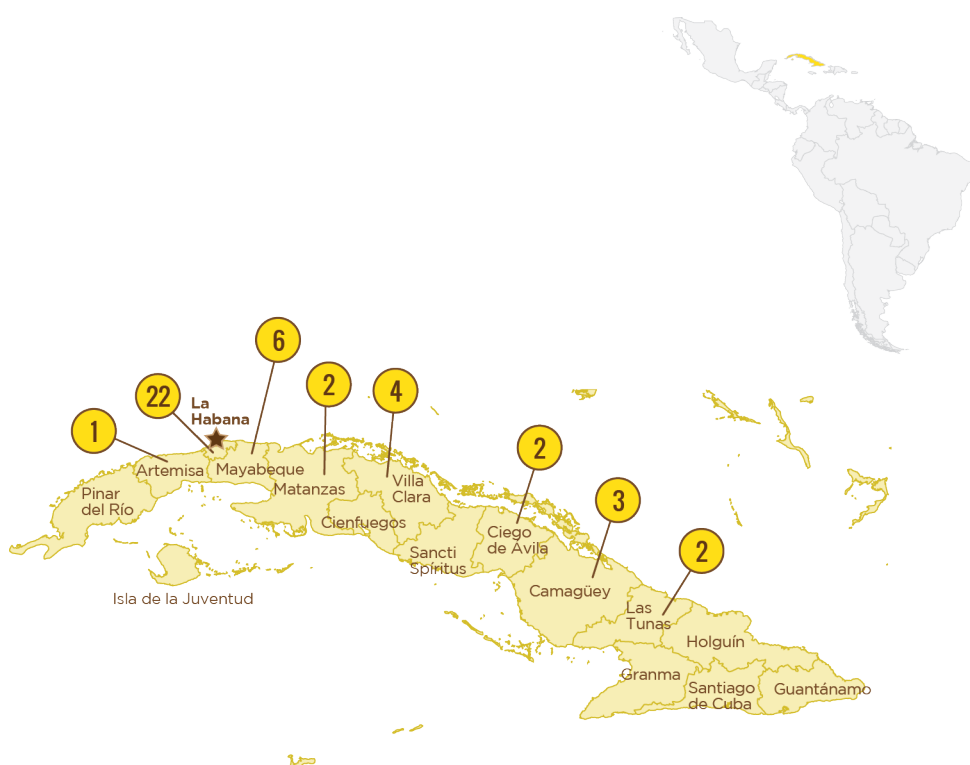 6
2
4
22
La
Habana
1
2
Artemisa
Mayabeque
Villa
Clara
Matanzas
Pinar
del Río
3
Cienfuegos
Ciego
de Ávila
2
Sancti
Spíritus
Camagüey
Isla de la Juventud
Las
Tunas
Holguín
Granma
Santiago
de Cuba
Guantánamo